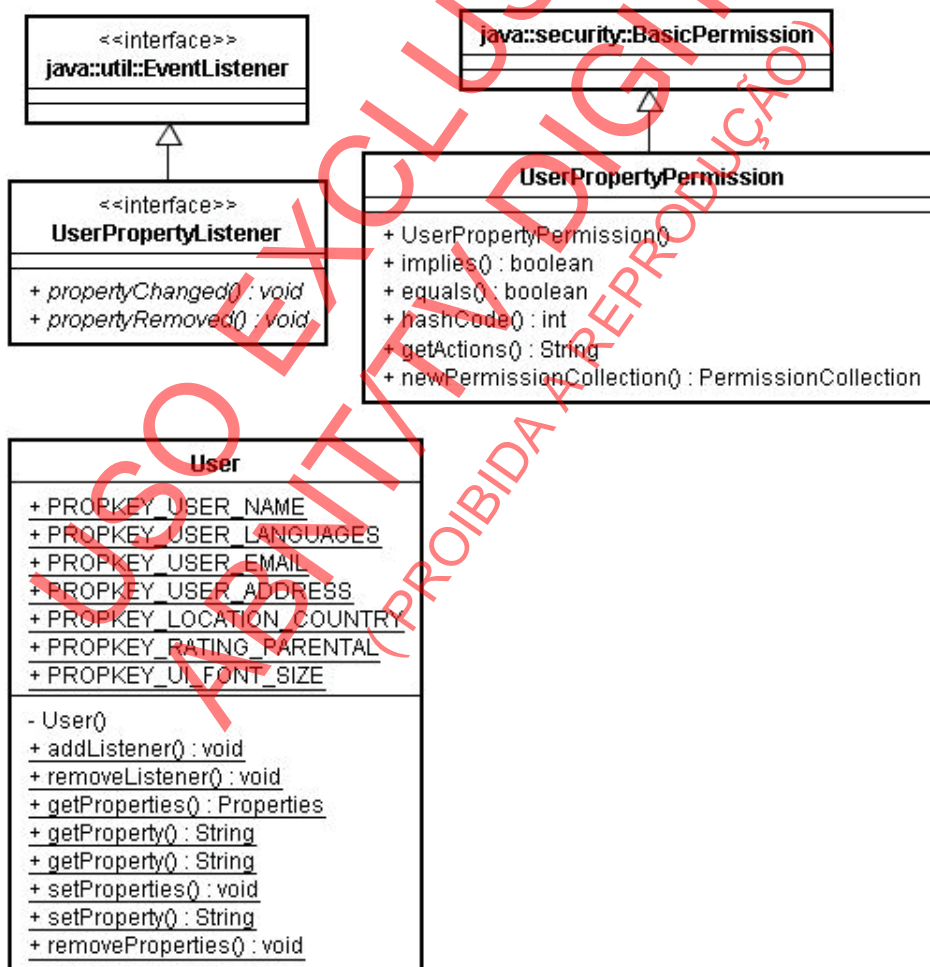 <<interface>>
java::util::EventListener
<<interface>>
UserPropertyListener
+ propertyChanged() : void
+ propertyRemoved() : void
java::security::BasicPermission
UserPropertyPermission
+ UserPropertyPermission()
+ implies() : boolean
+ equals() : boolean
+ hashCode() : int
+ getActions() : String
+ newPermissionCollection() : PermissionCollection
User
+ PROPKEY_USER_NAME
+ PROPKEY_USER_LANGUAGES
+ PROPKEY_USER_EMAIL
+ PROPKEY_USER_ADDRESS
+ PROPKEY_LOCATION_COUNTRY
+ PROPKEY_RATING_PARENTAL
+ PROPKEY_UI_FONT_SIZE
- User()
+ addListener() : void
+ removeListener() : void
+ getProperties() : Properties
+ getProperty() : String
+ getProperty() : String
+ setProperties() : void
+ setProperty() : String
+ removeProperties() : void
USO
ABNT/TV
( PROIBIDA A REPRODUÇÃO )